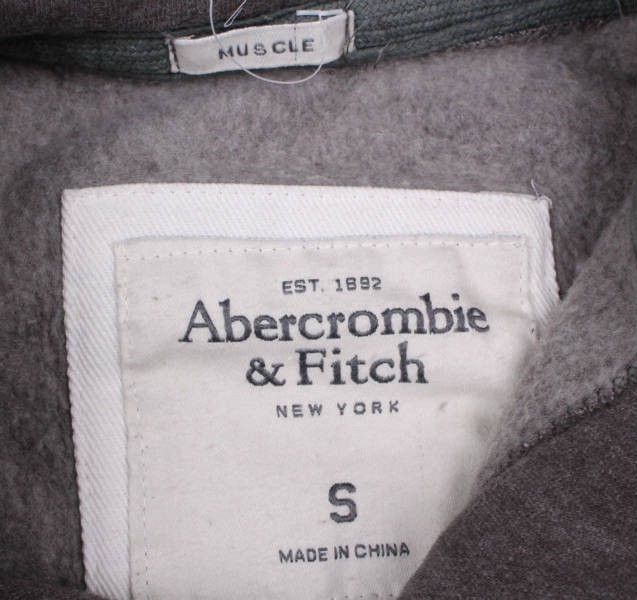 MUSCLE
EST. 1892
Abercrombie
& Fitch
NEW YORK
S
MADE IN CHINA